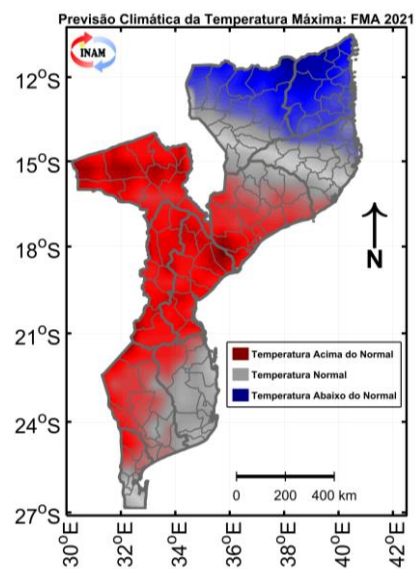 Previsão Climática da Temperatura Máxima: FMA 2021
INAM
12°S
15°S
18°S
21°S
24°S
27°S
N
Temperatura Acima do Normal
Temperatura Normal
Temperatura Abaixo do Normal
0 200 400 km
30°E 32°E 34°E 36°E 38°E 40°E 42°E